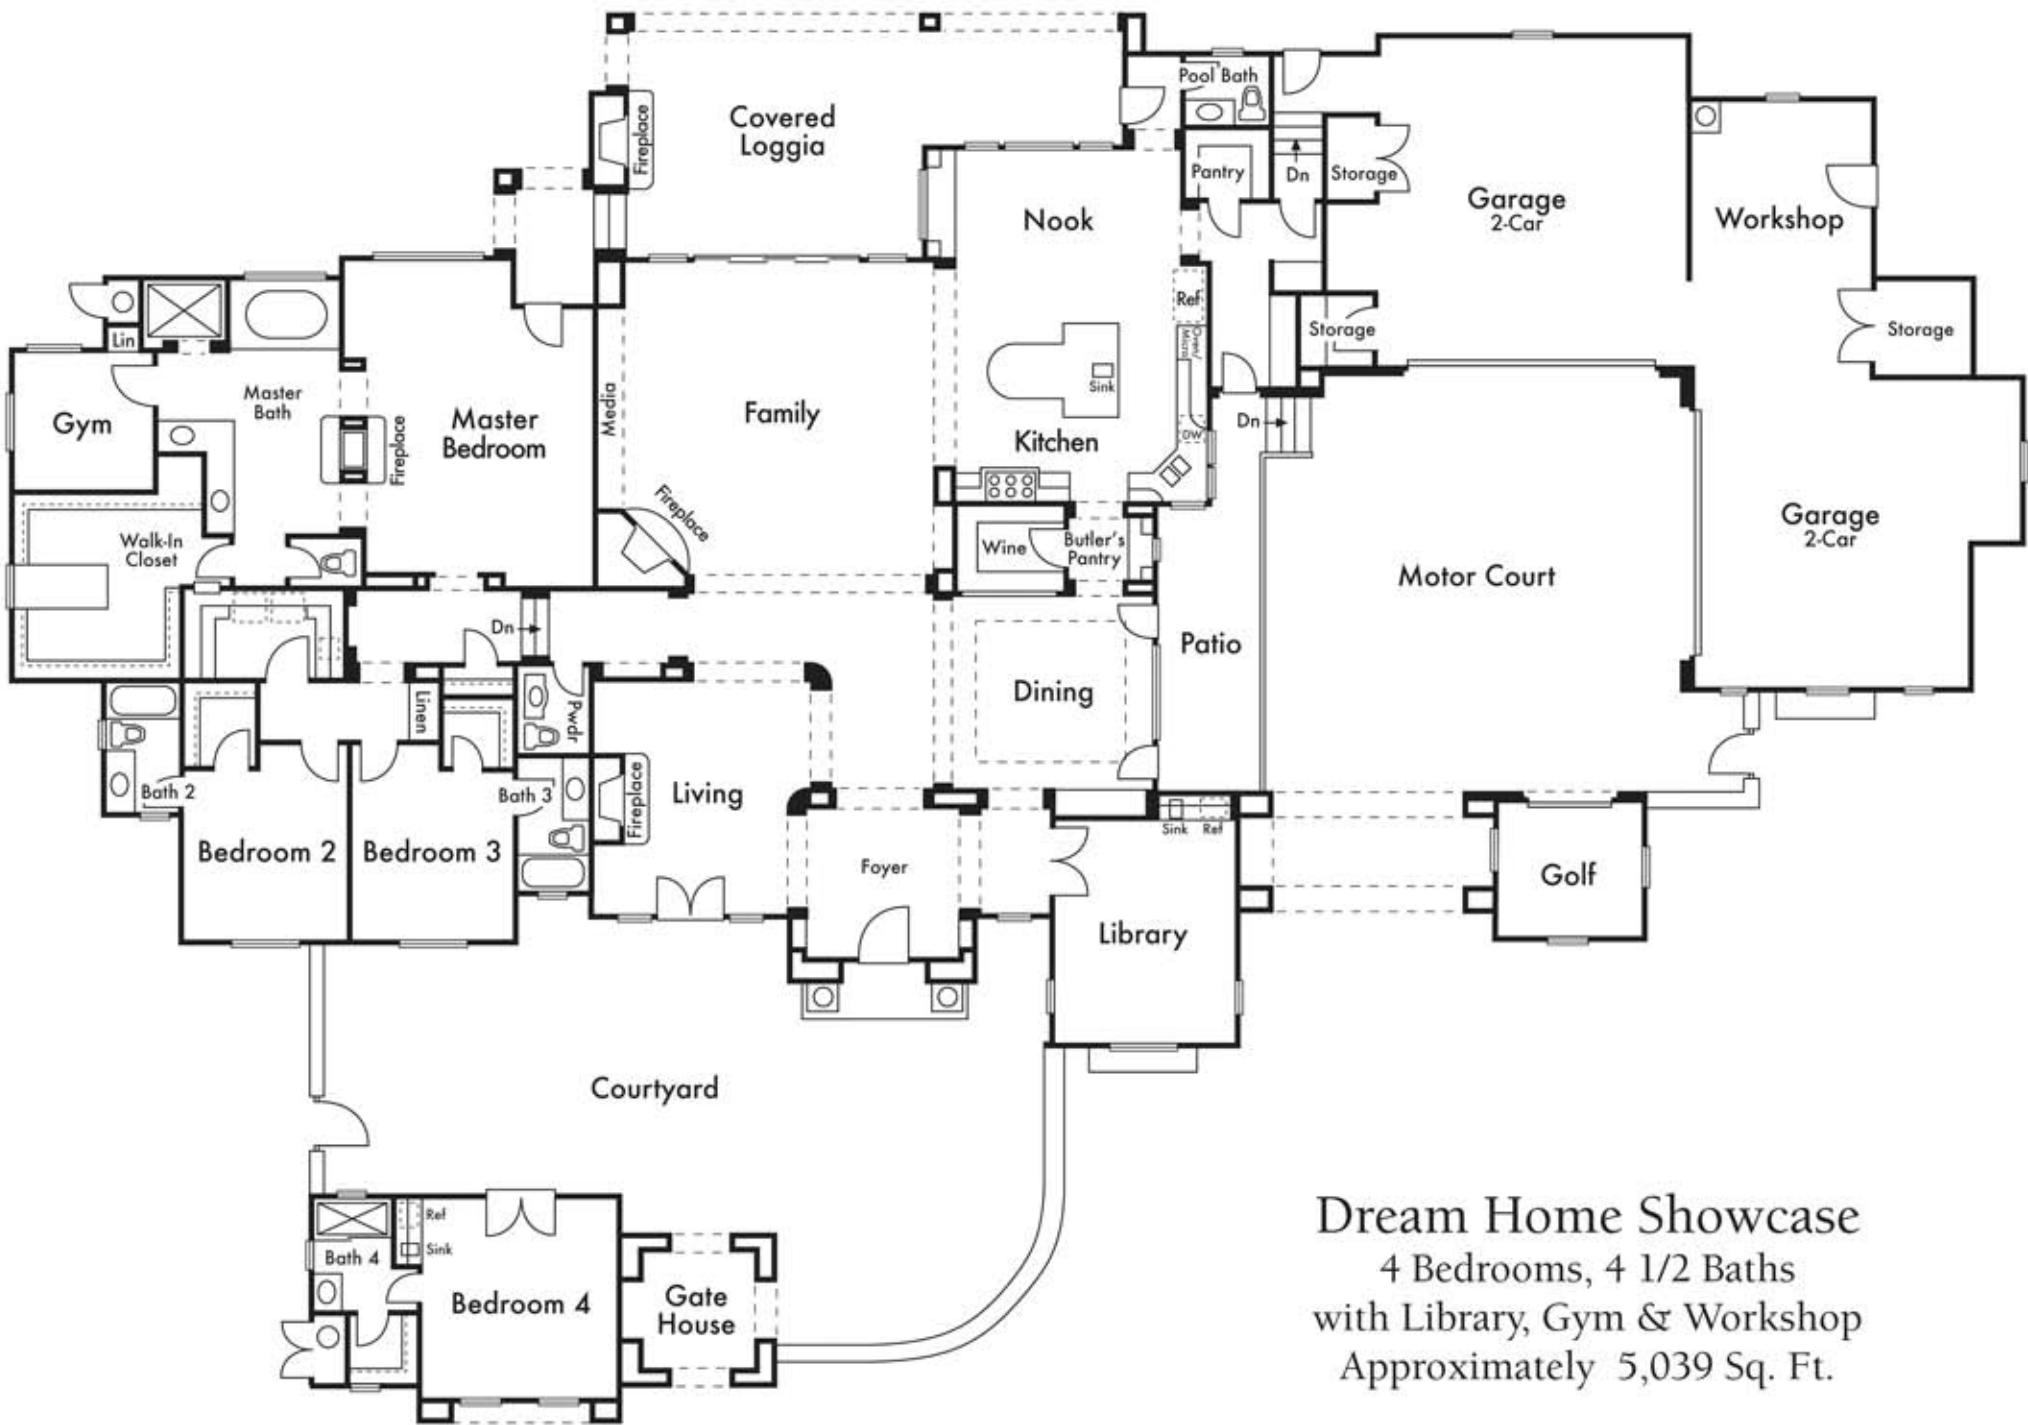 Pool Bath
Covered
Loggia
Fireplace
Pantry
Dn
Storage
Garage
2-Car
Workshop
Nook
Ref
Oven/
Micro
Storage
Storage
Lin
Master
Bath
Gym
Fireplace
Master
Bedroom
Media
Family
Sink
Kitchen
DW
Dn
Fireplace
Walk-In
Closet
Wine
Butler's
Pantry
Garage
2-Car
Motor Court
Dn
Patio
Linen
Pwdr
Dining
Bath 2
Bath 3
Fireplace
Living
Sink
Ref
Bedroom 2
Bedroom 3
Foyer
Golf
Library
Courtyard
Ref
Sink
Bath 4
Bedroom 4
Gate
House
Dream Home Showcase
4 Bedrooms, 4 1/2 Baths
with Library, Gym & Workshop
Approximately 5,039 Sq. Ft.